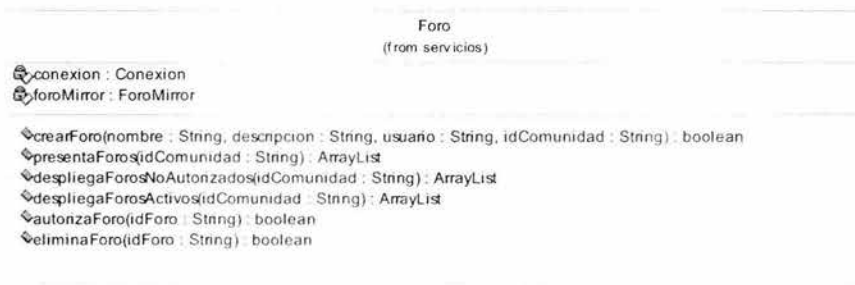 Foro
(from servicios)
conexion : Conexion
foroMirror : ForoMirror
crearForo(nombre : String, descripcion : String, usuario : String, idComunidad : String) : boolean
presentaForos(idComunidad : String) : ArrayList
despliegaForosNoAutorizados(idComunidad : String) : ArrayList
despliegaForosActivos(idComunidad : String) : ArrayList
autorizaForo(idForo : String) : boolean
eliminaForo(idForo : String) : boolean